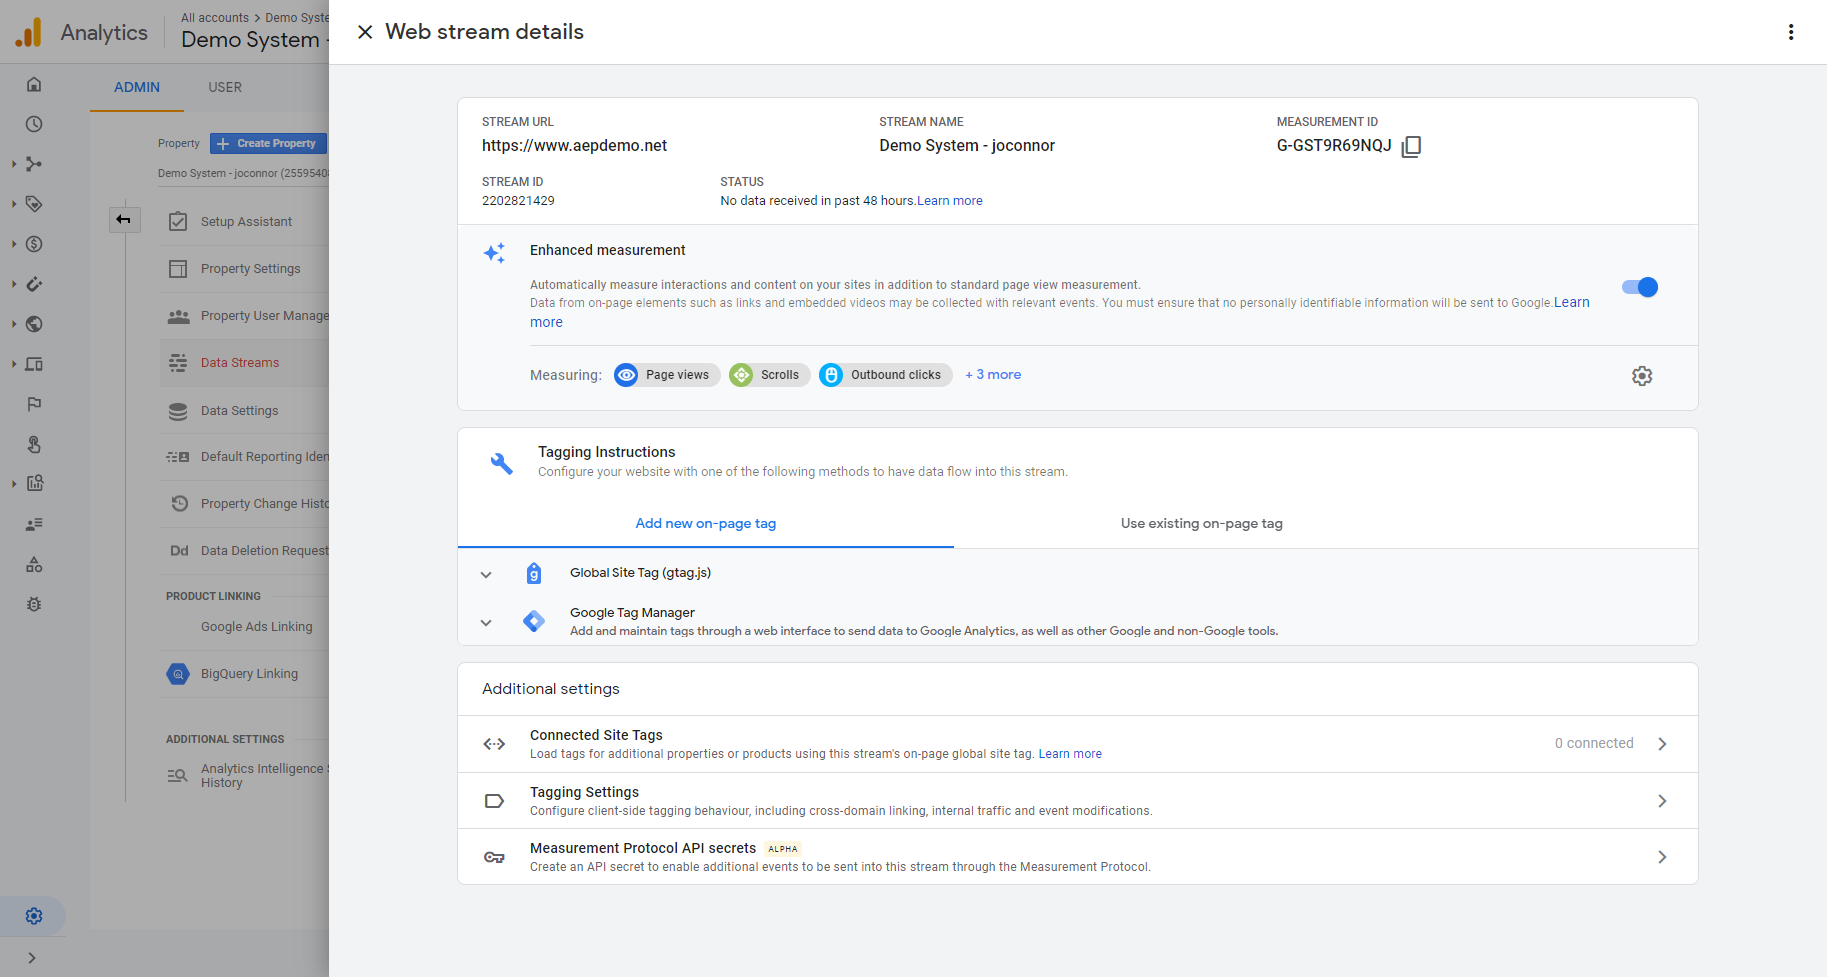 Analytics
All accounts > Demo Syste
Demo System -
ADMIN
USER
Property
Create Property
Demo System - joconnor (2559540
Setup Assistant
Property Settings
Property User Manage
Data Streams
Data Settings
Default Reporting Iden
Property Change Histo
Dd
Data Deletion Request
PRODUCT LINKING
Google Ads Linking
BigQuery Linking
ADDITIONAL SETTINGS
Analytics Intelligence S
History
Web stream details
STREAM URL
https://www.aepdemo.net
STREAM NAME
Demo System - joconnor
MEASUREMENT ID
G-GST9R69NQJ
STREAM ID
2202821429
STATUS
No data received in past 48 hours.Learn more
Enhanced measurement
Automatically measure interactions and content on your sites in addition to standard page view measurement.
Data from on-page elements such as links and embedded videos may be collected with relevant events. You must ensure that no personally identifiable information will be sent to Google.Learn
more
Measuring:
Page views
Scrolls
Outbound clicks
+ 3 more
Tagging Instructions
Configure your website with one of the following methods to have data flow into this stream.
Add new on-page tag
Use existing on-page tag
g
Global Site Tag (gtag.js)
Google Tag Manager
Add and maintain tags through a web interface to send data to Google Analytics, as well as other Google and non-Google tools.
Additional settings
Connected Site Tags
Load tags for additional properties or products using this stream's on-page global site tag. Learn more
0 connected
Tagging Settings
Configure client-side tagging behaviour, including cross-domain linking, internal traffic and event modifications.
Measurement Protocol API secrets
ALPHA
Create an API secret to enable additional events to be sent into this stream through the Measurement Protocol.